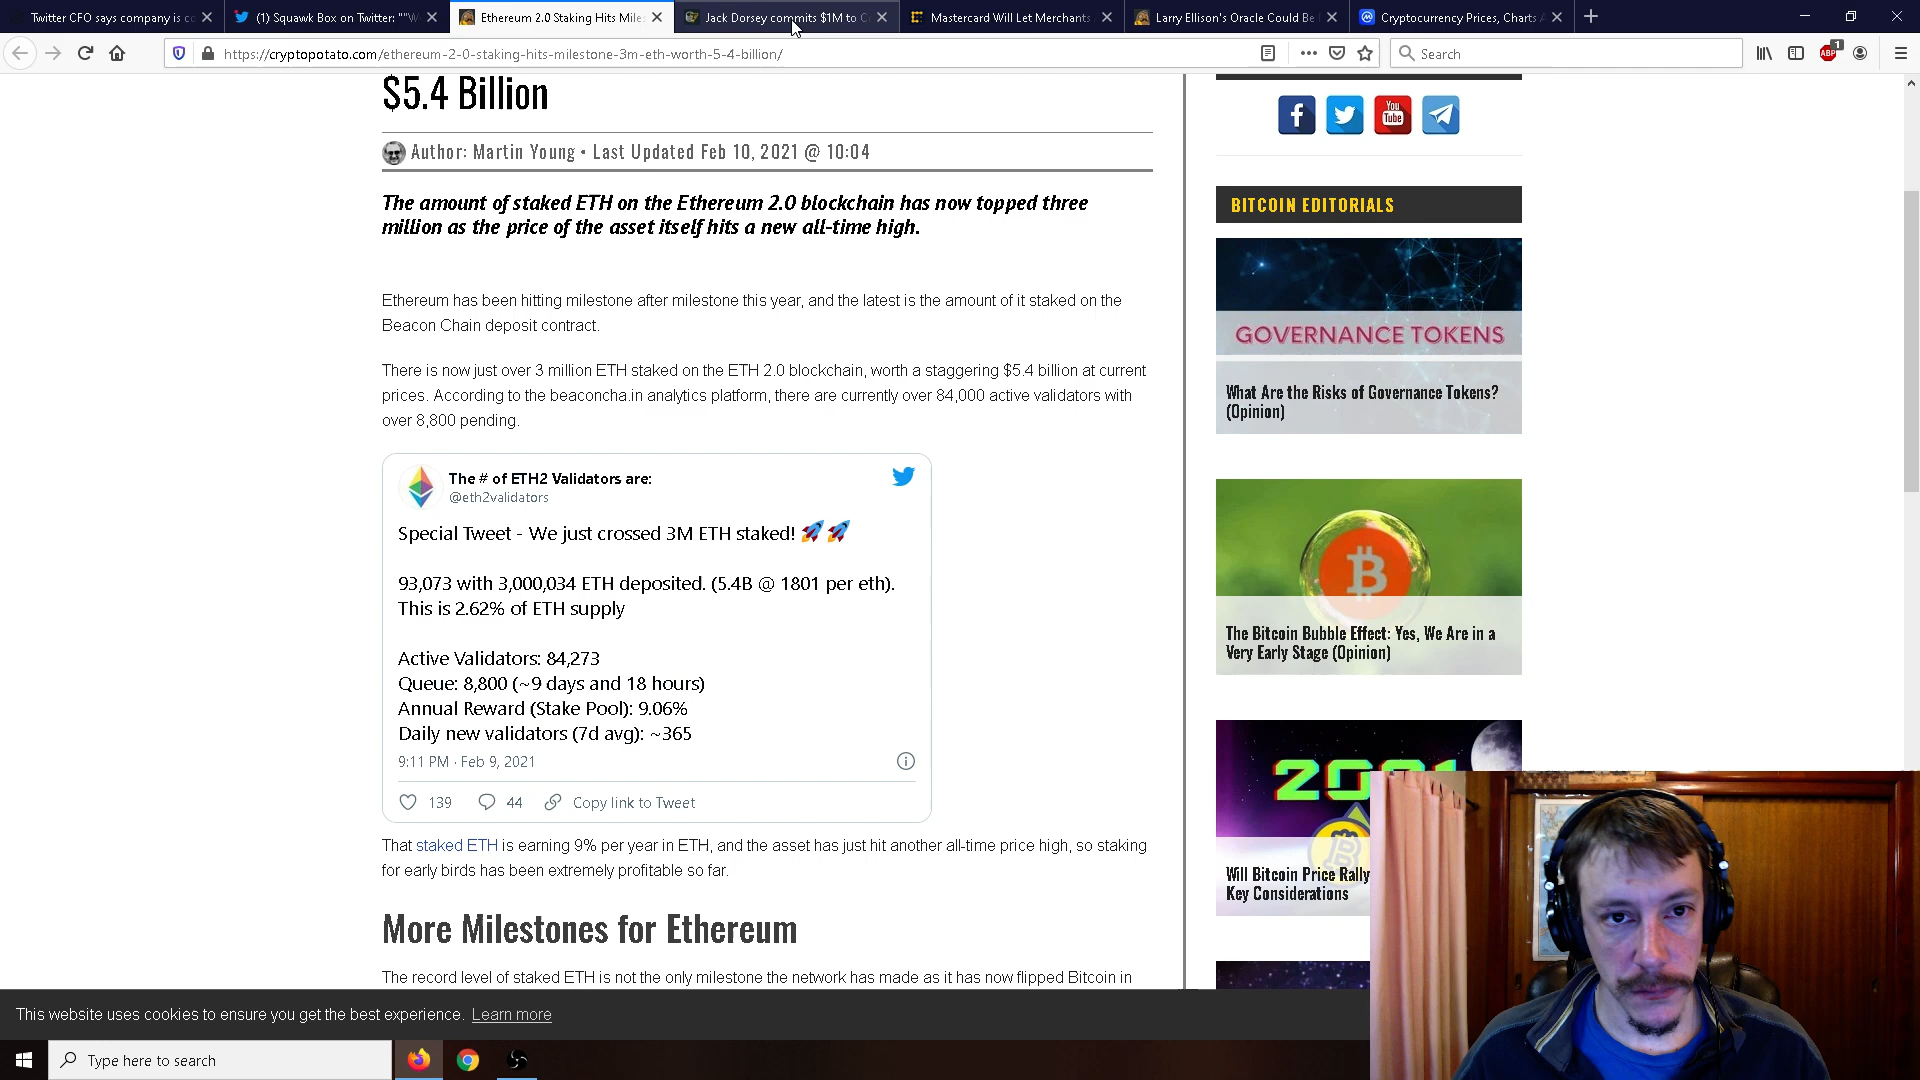 Twitter CFO says company is co
(1) Squawk Box on Twitter: ""W
Ethereum 2.0 Staking Hits Miles
Jack Dorsey commits $1M to C
Mastercard Will Let Merchants
Larry Ellison's Oracle Could Be
Cryptocurrency Prices, Charts A
https://cryptopotato.com/ethereum-2-0-staking-hits-milestone-3m-eth-worth-5-4-billion/
Search
ABP
1
$5.4 Billion
Author: Martin Young • Last Updated Feb 10, 2021 @ 10:04
The amount of staked ETH on the Ethereum 2.0 blockchain has now topped three
million as the price of the asset itself hits a new all-time high.
Ethereum has been hitting milestone after milestone this year, and the latest is the amount of it staked on the
Beacon Chain deposit contract.
There is now just over 3 million ETH staked on the ETH 2.0 blockchain, worth a staggering $5.4 billion at current
prices. According to the beaconcha.in analytics platform, there are currently over 84,000 active validators with
over 8,800 pending.
The # of ETH2 Validators are:
@eth2validators
Special Tweet - We just crossed 3M ETH staked! 🚀🚀
93,073 with 3,000,034 ETH deposited. (5.4B @ 1801 per eth).
This is 2.62% of ETH supply
Active Validators: 84,273
Queue: 8,800 (~9 days and 18 hours)
Annual Reward (Stake Pool): 9.06%
Daily new validators (7d avg): ~365
9:11 PM · Feb 9, 2021
139
44
Copy link to Tweet
That staked ETH is earning 9% per year in ETH, and the asset has just hit another all-time price high, so staking
for early birds has been extremely profitable so far.
More Milestones for Ethereum
The record level of staked ETH is not the only milestone the network has made as it has now flipped Bitcoin in
You
Tube
BITCOIN EDITORIALS
GOVERNANCE TOKENS
What Are the Risks of Governance Tokens?
(Opinion)
The Bitcoin Bubble Effect: Yes, We Are in a
Very Early Stage (Opinion)
2021
Will Bitcoin Price Rally
Key Considerations
This website uses cookies to ensure you get the best experience. Learn more
Type here to search